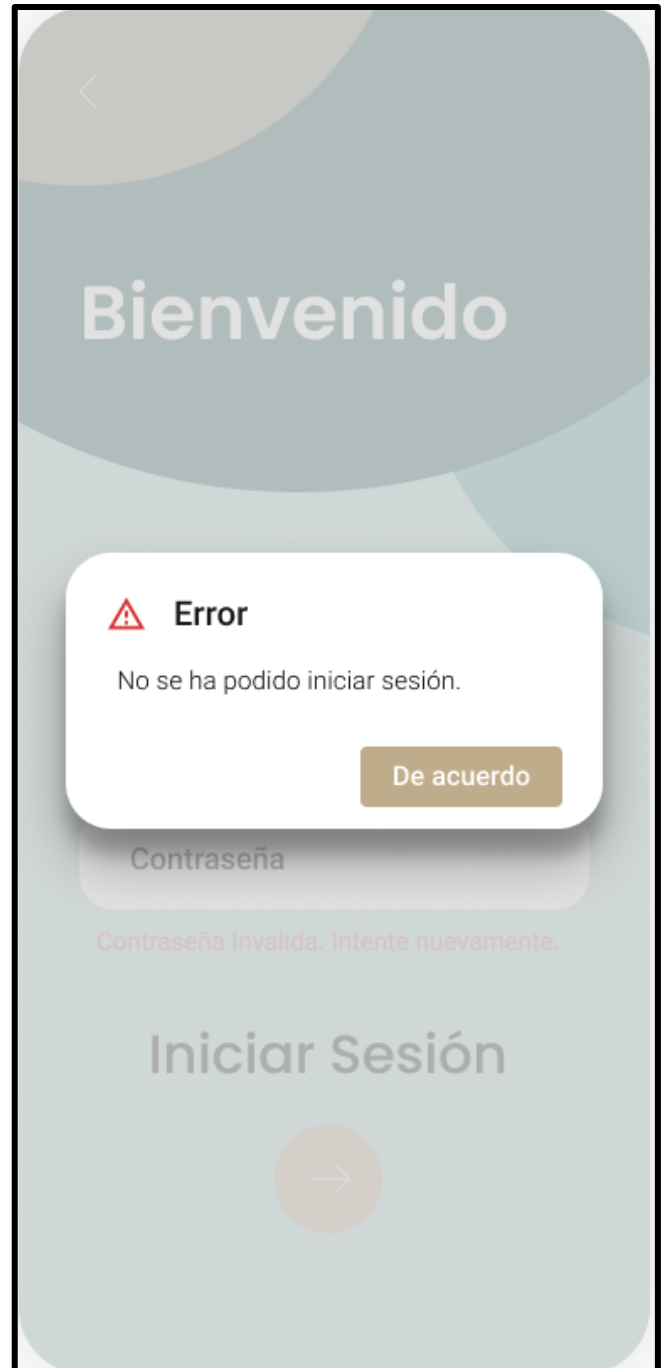 Bienvenido
Error
No se ha podido iniciar sesión.
De acuerdo
Contraseña
Contraseña Invalida. Intente nuevamente.
Iniciar Sesión